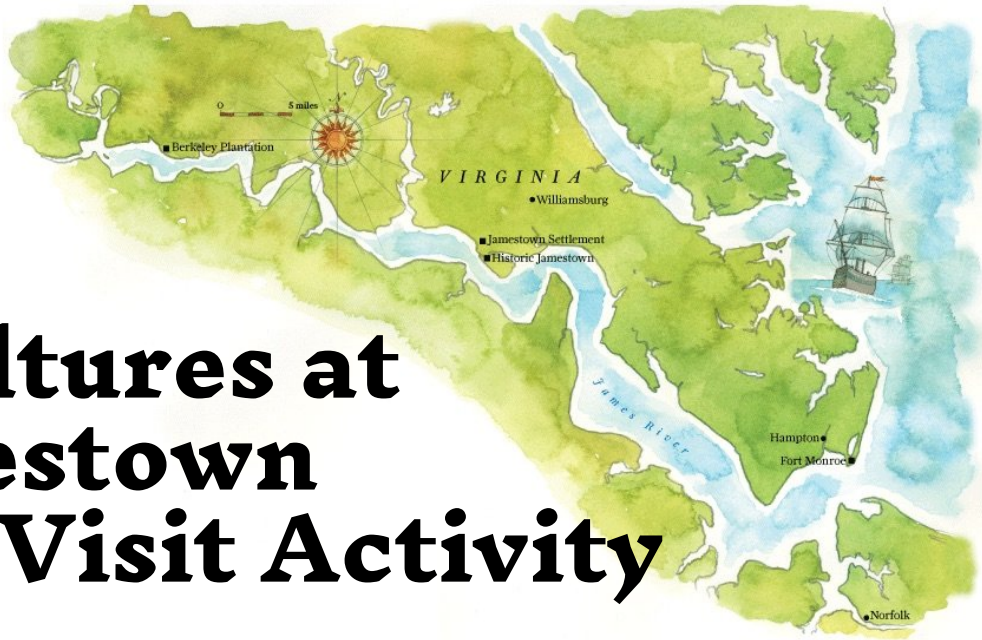 0 5 miles
N
Berkeley Plantation
VIRGINIA
Williamsburg
Jamestown Settlement
Historic Jamestown
ltures at
estown
James River
Hampton
Fort Monroe
Visit Activity
Norfolk